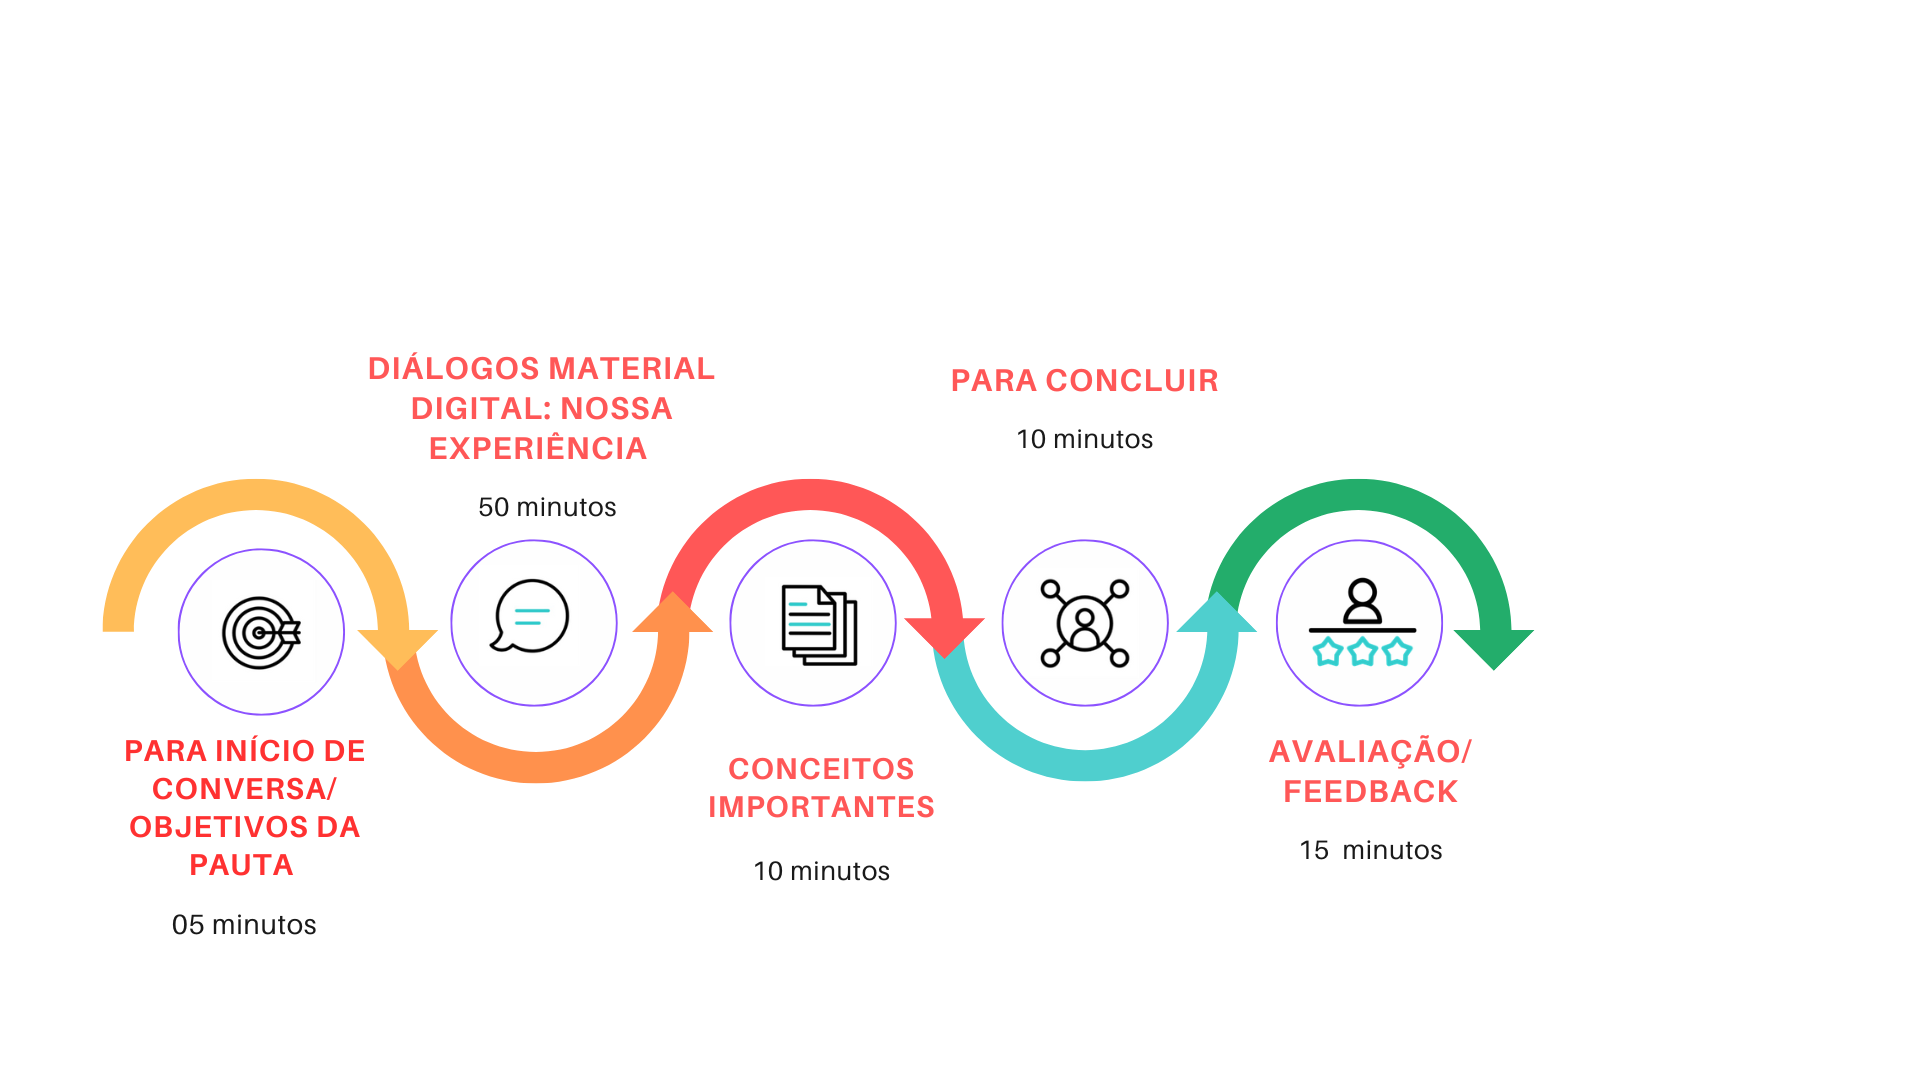 PARA INÍCIO DE
CONVERSA/
OBJETIVOS DA
PAUTA
05 minutos
DIÁLOGOS MATERIAL
DIGITAL: NOSSA
EXPERIÊNCIA
50 minutos
CONCEITOS
IMPORTANTES
10 minutos
PARA CONCLUIR
10 minutos
AVALIAÇÃO/
FEEDBACK
15 minutos